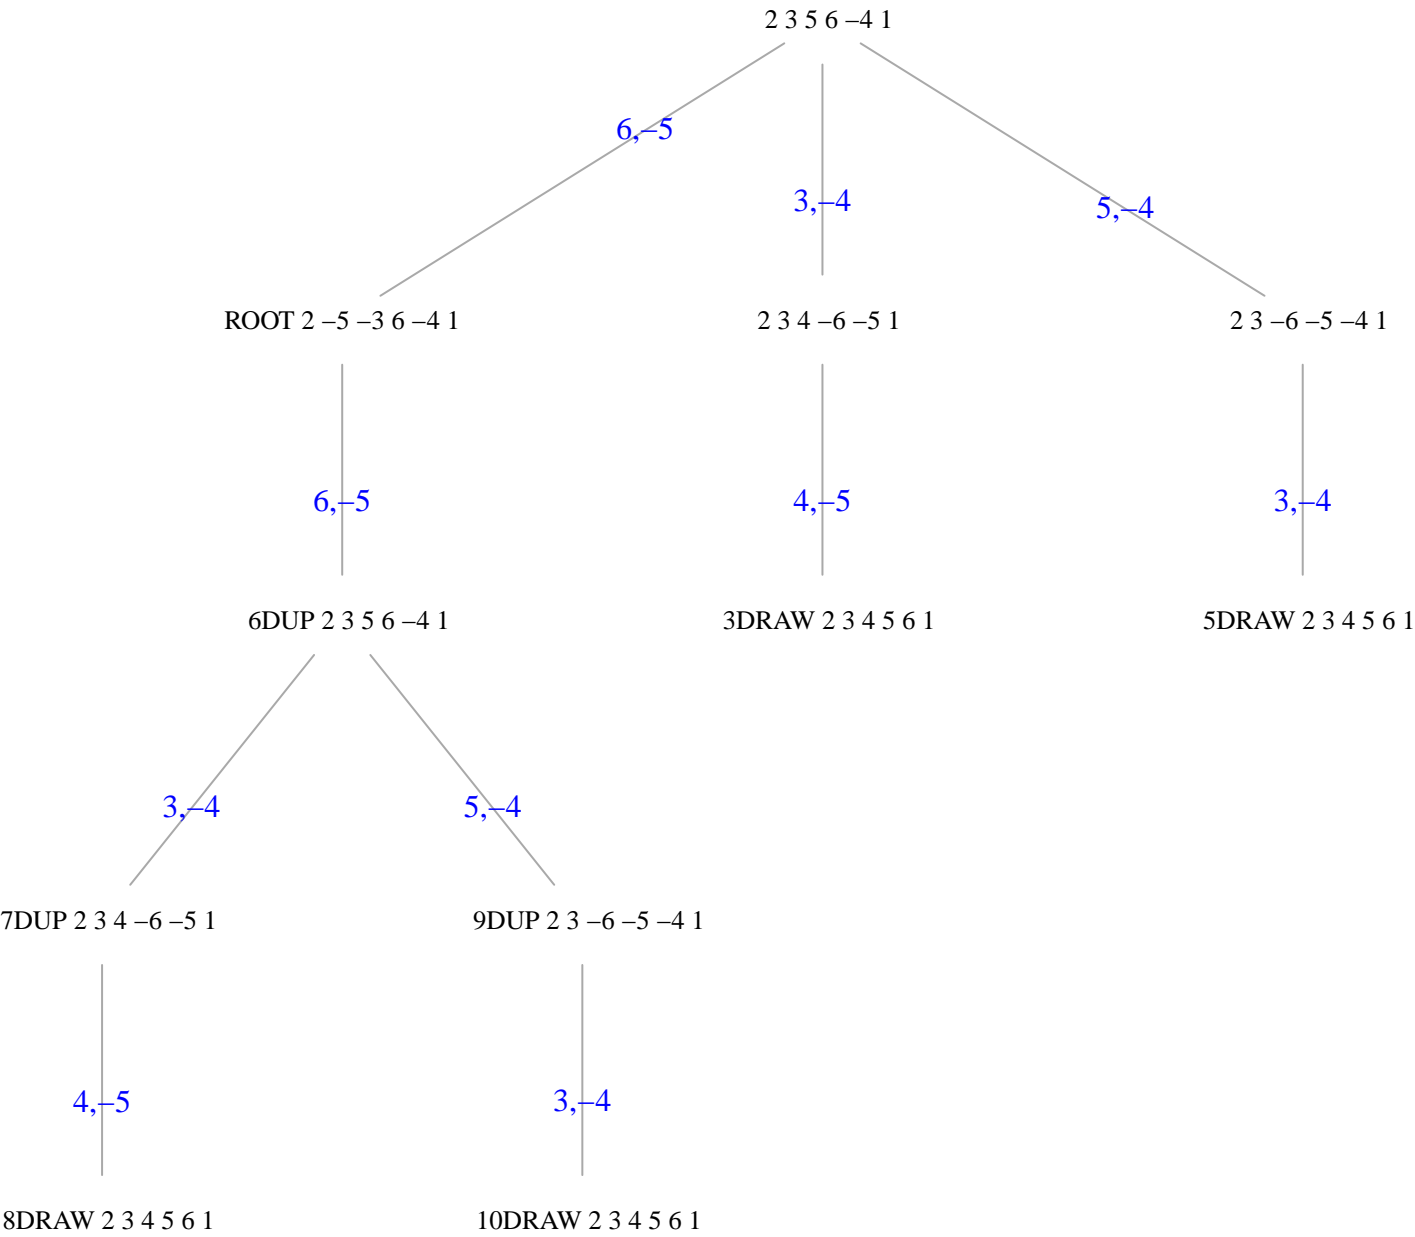 2 3 5 6 –4 1
6,–5
3,–4
5,–4
ROOT 2 –5 –3 6 –4 1
2 3 4 –6 –5 1
2 3 –6 –5 –4 1
6,–5
4,–5
3,–4
6DUP 2 3 5 6 –4 1
3DRAW 2 3 4 5 6 1
5DRAW 2 3 4 5 6 1
3,–4
5,–4
7DUP 2 3 4 –6 –5 1
9DUP 2 3 –6 –5 –4 1
4,–5
3,–4
8DRAW 2 3 4 5 6 1
10DRAW 2 3 4 5 6 1